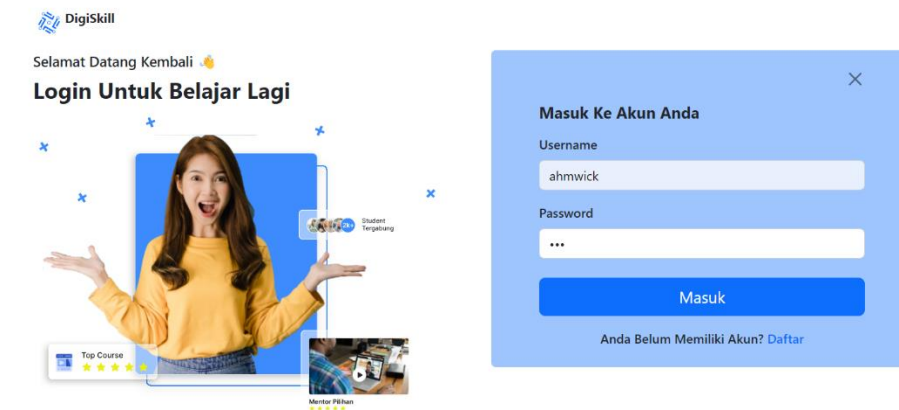 DigiSkill
Selamat Datang Kembali 👋
Login Untuk Belajar Lagi
2k+
Student
Tergabung
Top Course
Mentor Pilihan
Masuk Ke Akun Anda
Username
ahmwick
Password
•••
Masuk
Anda Belum Memiliki Akun? Daftar